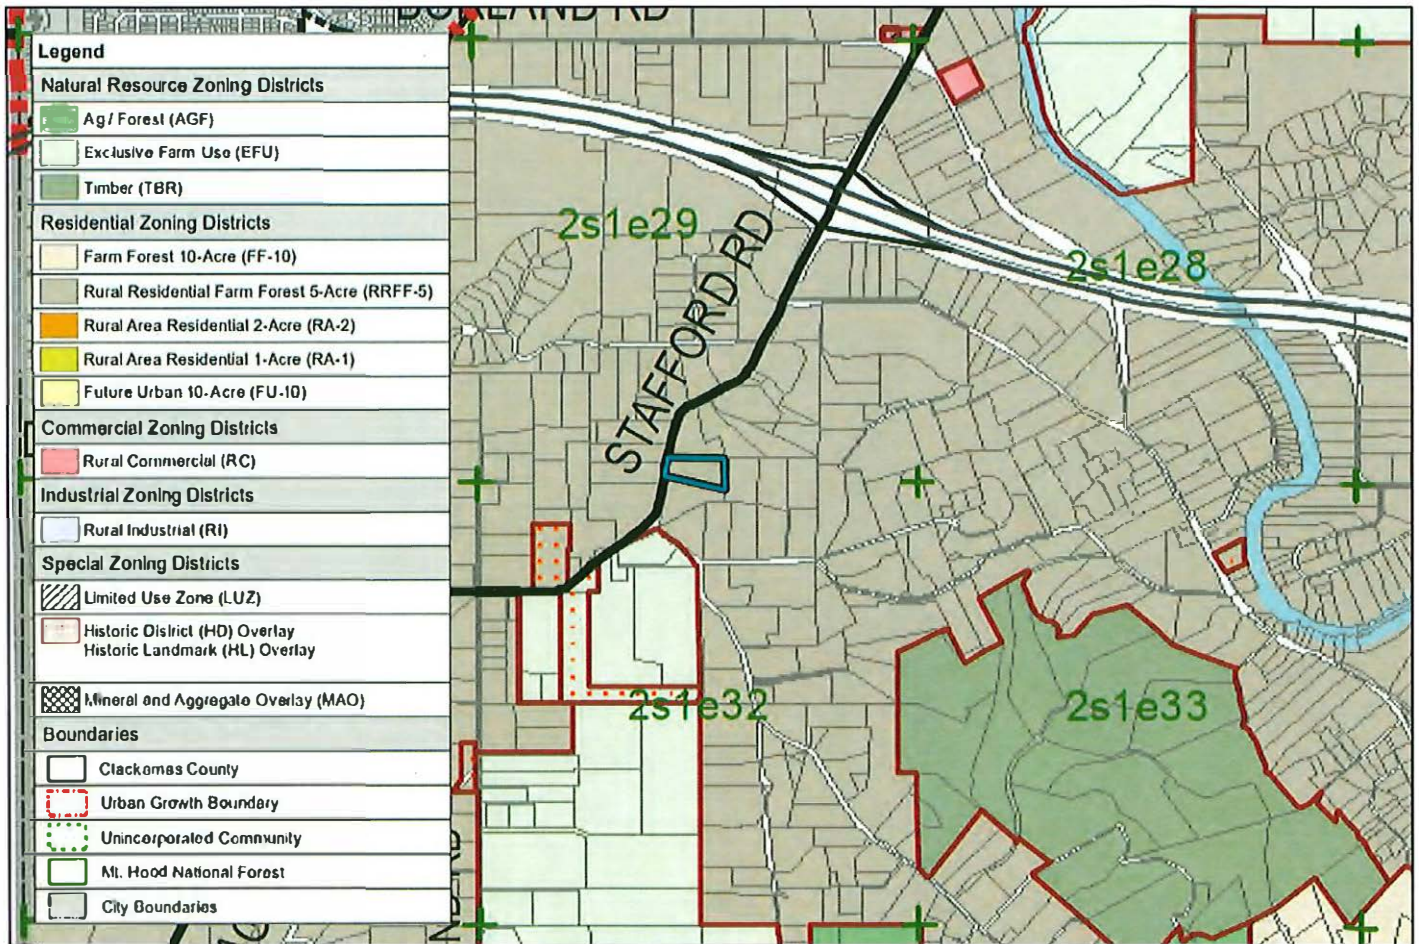 Legend
Natural Resource Zoning Districts
Ag / Forest (AGF)
Exclusive Farm Use (EFU)
Timber (TBR)
Residential Zoning Districts
Farm Forest 10-Acre (FF-10)
Rural Residential Farm Forest 5-Acre (RRFF-5)
Rural Area Residential 2-Acre (RA-2)
Rural Area Residential 1-Acre (RA-1)
Future Urban 10-Acre (FU-10)
Commercial Zoning Districts
Rural Commercial (RC)
Industrial Zoning Districts
Rural Industrial (RI)
Special Zoning Districts
Limited Use Zone (LUZ)
Historic District (HD) Overlay
Historic Landmark (HL) Overlay
Mineral and Aggregate Overlay (MAO)
Boundaries
Clackamas County
Urban Growth Boundary
Unincorporated Community
Mt. Hood National Forest
City Boundaries
RD
2s1e29
STAFFORD RD
2s1e28
2s1e32
2s1e33